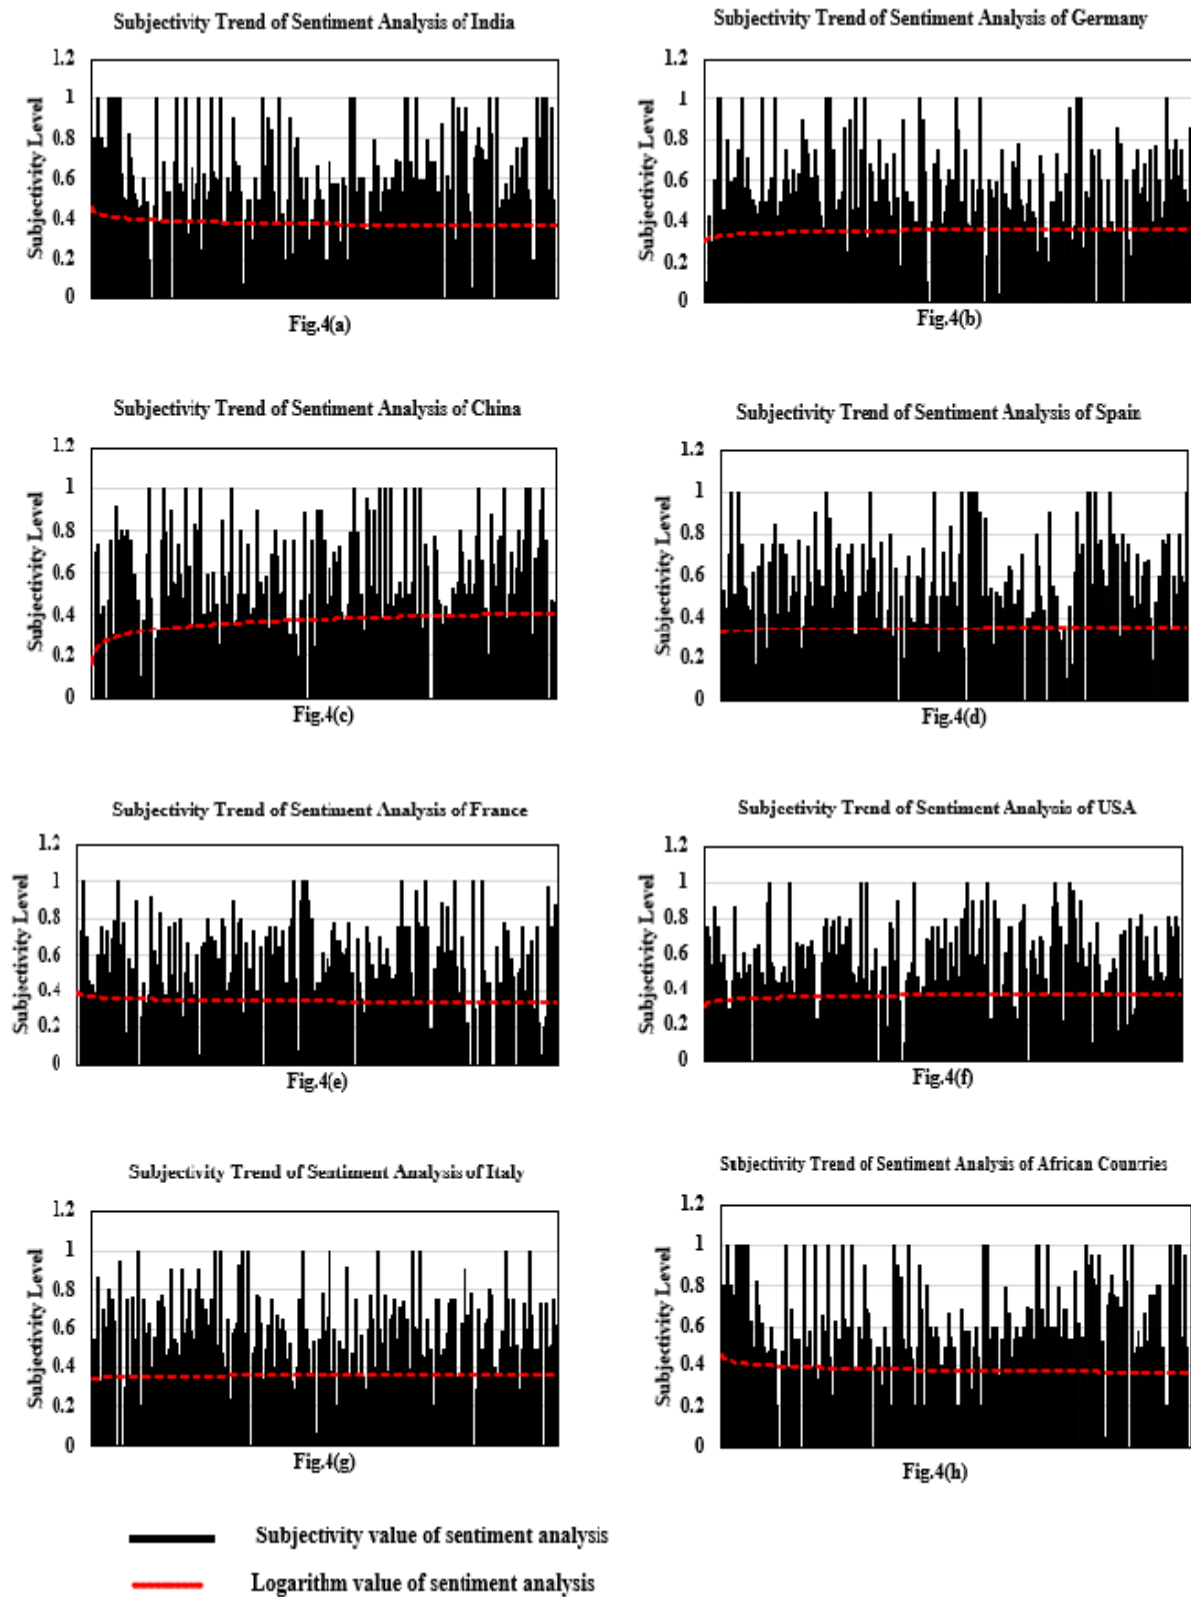 Subjectivity Trend of Sentiment Analysis of India
1.2
1
0.8
0.6
0.4
0.2
0
Subjectivity Level
Fig.4(a)
Subjectivity Trend of Sentiment Analysis of Germany
1.2
1
0.8
0.6
0.4
0.2
0
Subjectivity Level
Fig.4(b)
Subjectivity Trend of Sentiment Analysis of China
1.2
1
0.8
0.6
0.4
0.2
0
Subjectivity Level
Fig.4(c)
Subjectivity Trend of Sentiment Analysis of Spain
1.2
1
0.8
0.6
0.4
0.2
0
Subjectivity Level
Fig.4(d)
Subjectivity Trend of Sentiment Analysis of France
1.2
1
0.8
0.6
0.4
0.2
0
Subjectivity Level
Fig.4(e)
Subjectivity Trend of Sentiment Analysis of USA
1.2
1
0.8
0.6
0.4
0.2
0
Subjectivity Level
Fig.4(f)
Subjectivity Trend of Sentiment Analysis of Italy
1.2
1
0.8
0.6
0.4
0.2
0
Subjectivity Level
Fig.4(g)
Subjectivity Trend of Sentiment Analysis of African Countries
1.2
1
0.8
0.6
0.4
0.2
0
Subjectivity Level
Fig.4(h)
Subjectivity value of sentiment analysis
Logarithm value of sentiment analysis